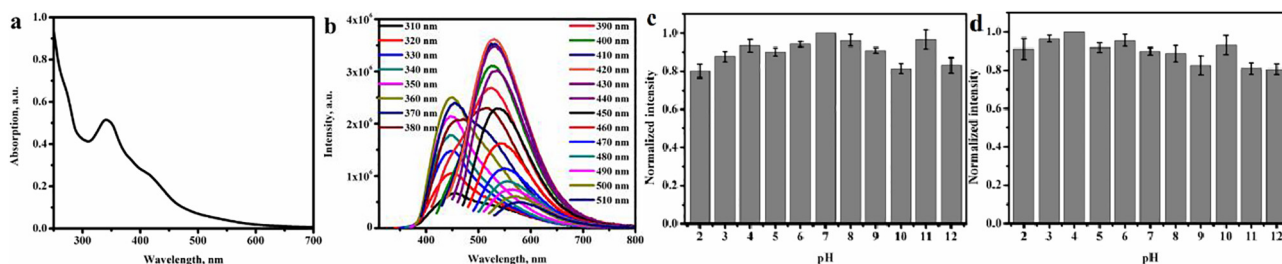 a
1.0
0.8
0.6
0.4
0.2
0.0
Absorption, a.u.
300 400 500 600 700
Wavelength, nm
b
4x10⁶
3x10⁶
2x10⁶
1x10⁶
0
Intensity, a.u.
310 nm
320 nm
330 nm
340 nm
350 nm
360 nm
370 nm
380 nm
390 nm
400 nm
410 nm
420 nm
430 nm
440 nm
450 nm
460 nm
470 nm
480 nm
490 nm
500 nm
510 nm
400 500 600 700 800
Wavelength, nm
c
1.0
0.8
0.6
0.4
0.2
0.0
Normalized intensity
2 3 4 5 6 7 8 9 10 11 12
pH
d
1.0
0.8
0.6
0.4
0.2
0.0
Normalized intensity
2 3 4 5 6 7 8 9 10 11 12
pH